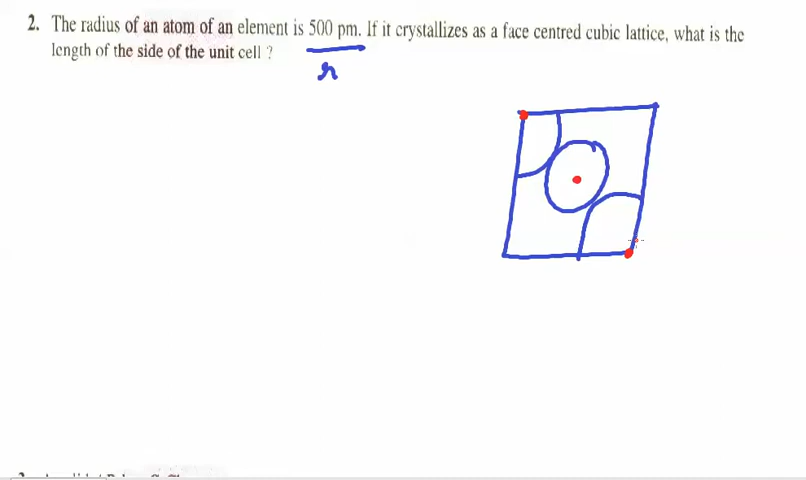 2. The radius of an atom of an element is 500 pm. If it crystallizes as a face centred cubic lattice, what is the
length of the side of the unit cell ?
r